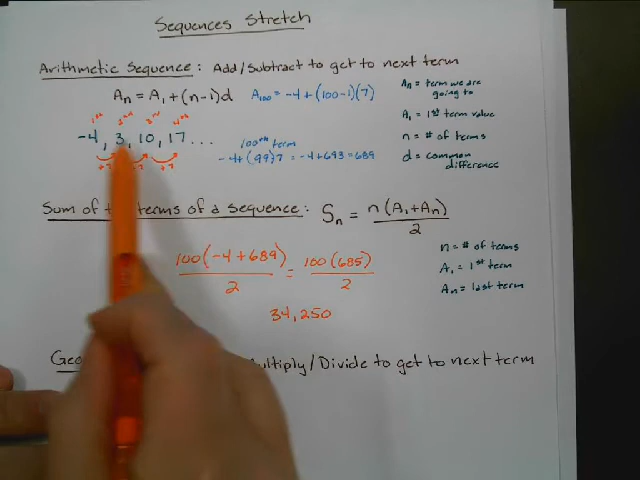 Sequences Stretch
Arithmetic Sequence: Add/Subtract to get to next term
An = A1 + (n-1)d
A100 = -4 + (100-1)(7)
An = term we are going to
A1 = 1st term value
n = # of terms
d = common difference
1st 2nd 3rd 4th
-4, 3, 10, 17 ...
+7 +7
100th term
-4+(99)7 = -4+693 = 689
Sum of terms of a sequence: Sn = n(A1+An)/2
n = # of terms
A1 = 1st term
An = last term
100(-4+689)/2 = 100(685)/2
34,250
Multiply/Divide to get to next term